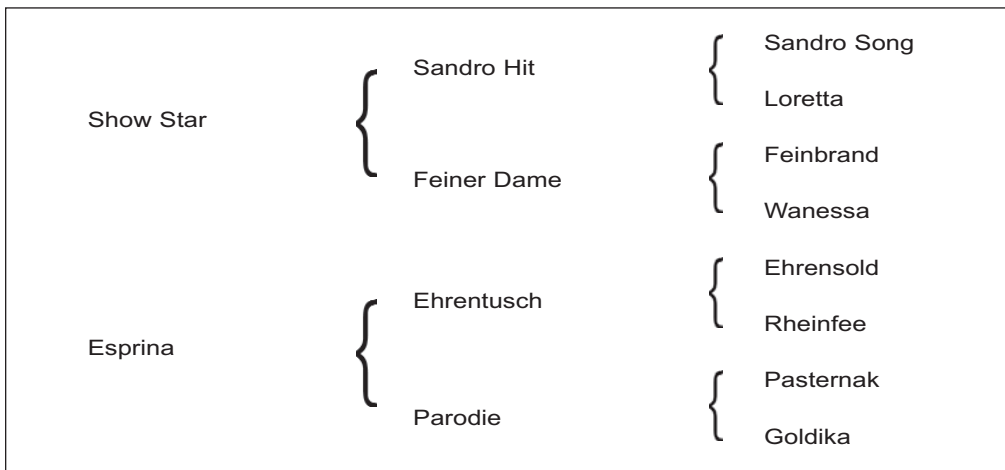 Sandro Song
Sandro Hit
Loretta
Show Star
Feinbrand
Feiner Dame
Wanessa
Ehrensold
Ehrentusch
Rheinfee
Esprina
Pasternak
Parodie
Goldika